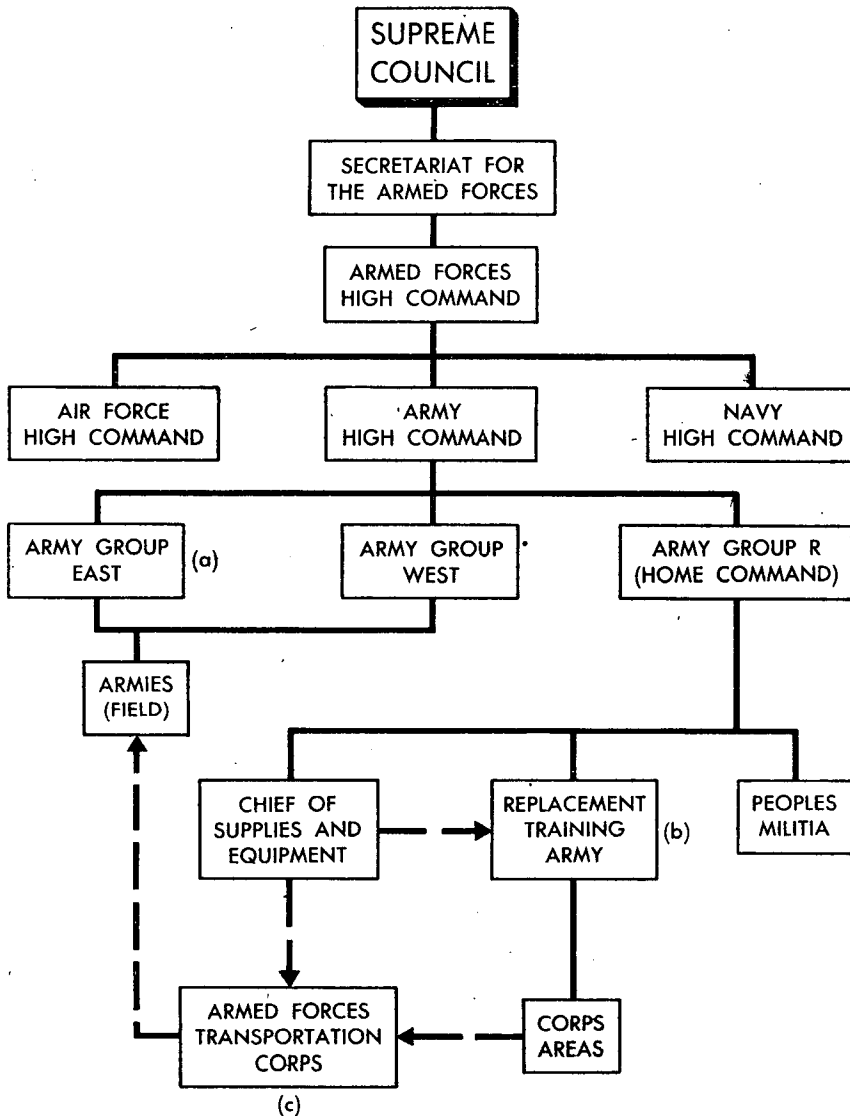 SUPREME
COUNCIL
SECRETARIAT FOR
THE ARMED FORCES
ARMED FORCES
HIGH COMMAND
AIR FORCE
HIGH COMMAND
ARMY
HIGH COMMAND
NAVY
HIGH COMMAND
ARMY GROUP
EAST
(a)
ARMY GROUP
WEST
ARMY GROUP R
(HOME COMMAND)
ARMIES
(FIELD)
CHIEF OF
SUPPLIES AND
EQUIPMENT
REPLACEMENT
TRAINING
ARMY
(b)
PEOPLES
MILITIA
ARMED FORCES
TRANSPORTATION
CORPS
(c)
CORPS
AREAS